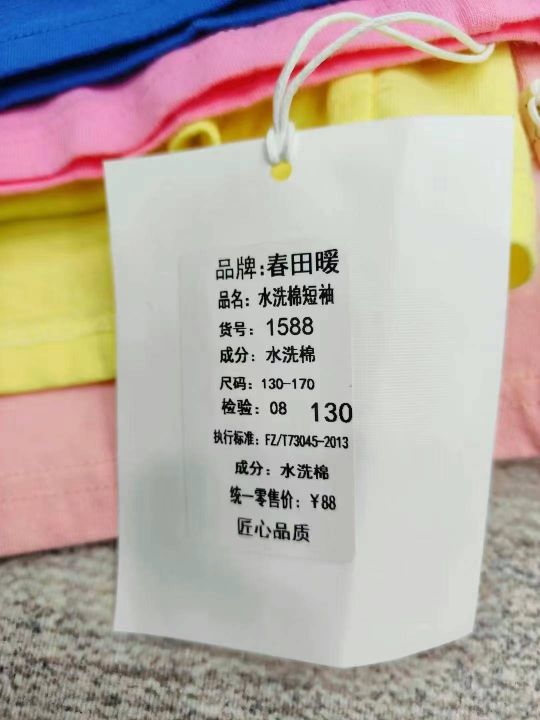 品牌:春田暖
品名: 水洗棉短袖
货号: 1588
成分: 水洗棉
尺码: 130-170
检验: 08 130
执行标准: FZ/T73045-2013
成分: 水洗棉
统一零售价: ¥88
匠心品质